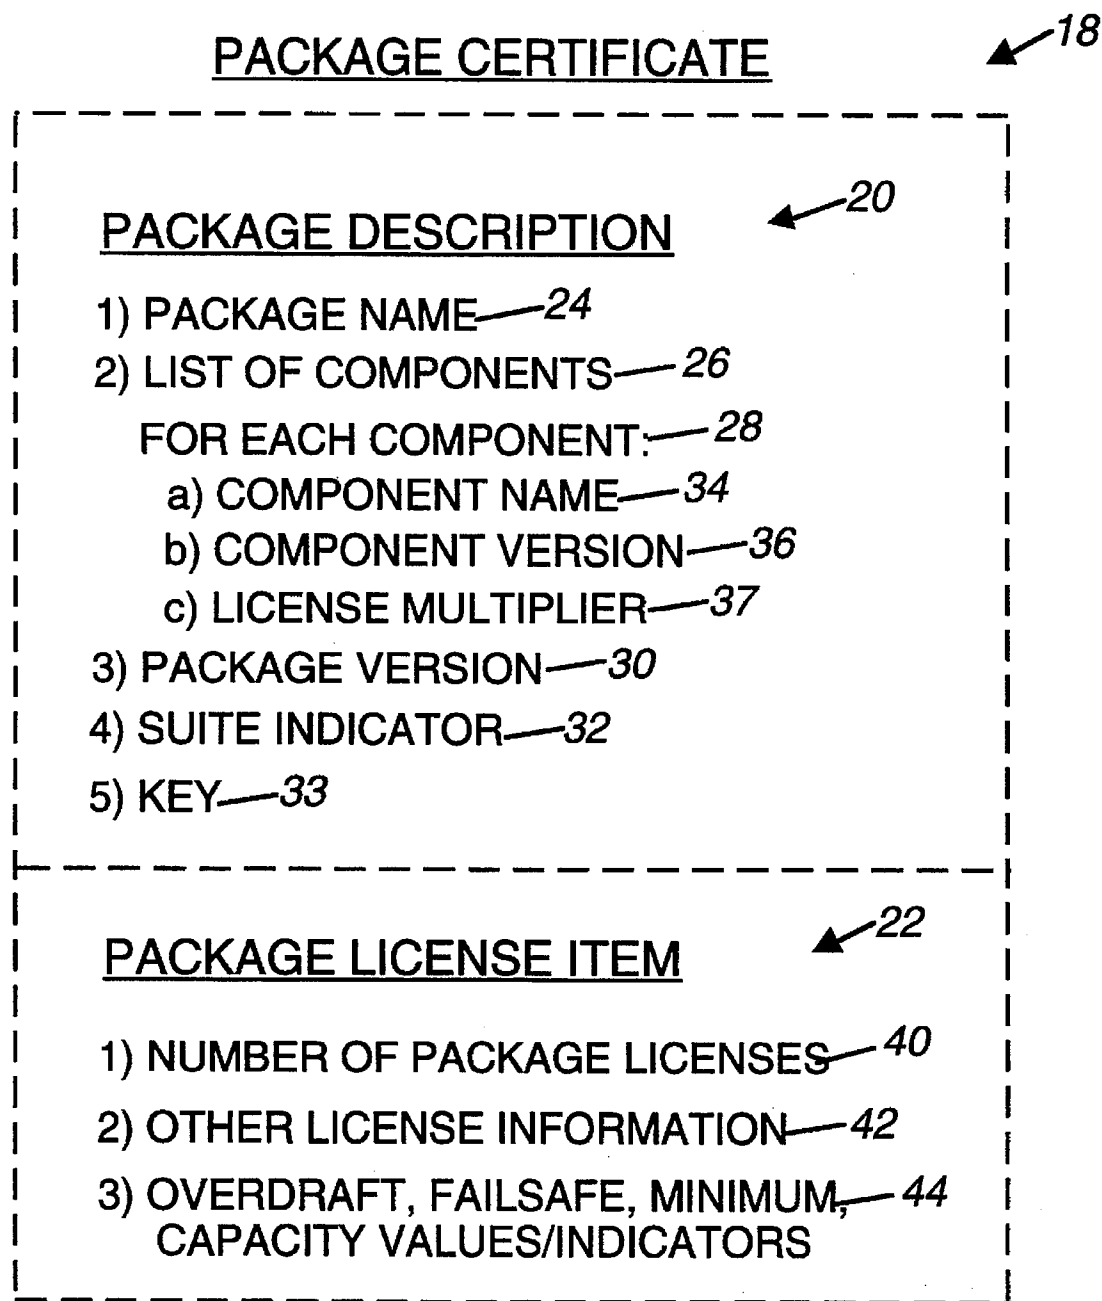 PACKAGE CERTIFICATE 18
PACKAGE DESCRIPTION 20
1) PACKAGE NAME 24
2) LIST OF COMPONENTS 26
FOR EACH COMPONENT: 28
a) COMPONENT NAME 34
b) COMPONENT VERSION 36
c) LICENSE MULTIPLIER 37
3) PACKAGE VERSION 30
4) SUITE INDICATOR 32
5) KEY 33
PACKAGE LICENSE ITEM 22
1) NUMBER OF PACKAGE LICENSES 40
2) OTHER LICENSE INFORMATION 42
3) OVERDRAFT, FAILSAFE, MINIMUM, 44
CAPACITY VALUES/INDICATORS